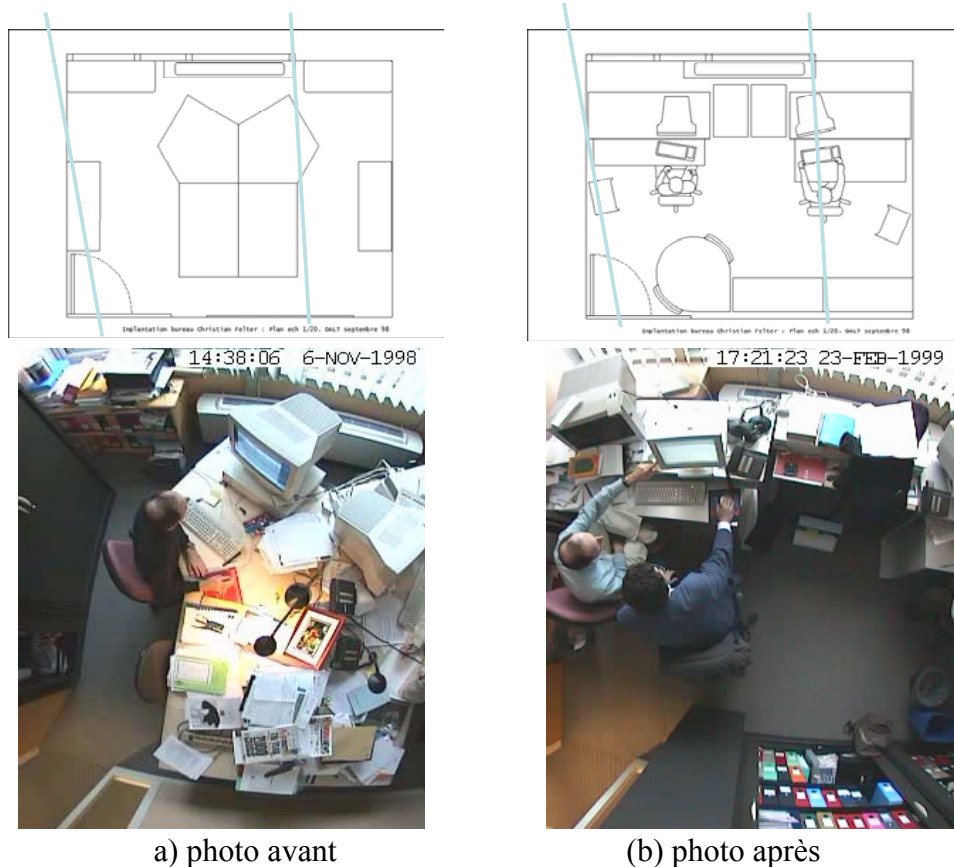 Implantation bureau Christian Felter : Plan ech 1/20. DALT septembre 98
Implantation bureau Christian Felter : Plan ech 1/20. DALT septembre 98
14:38:06 6-NOV-1998
17:21:23 23-FEB-1999
a) photo avant
(b) photo après